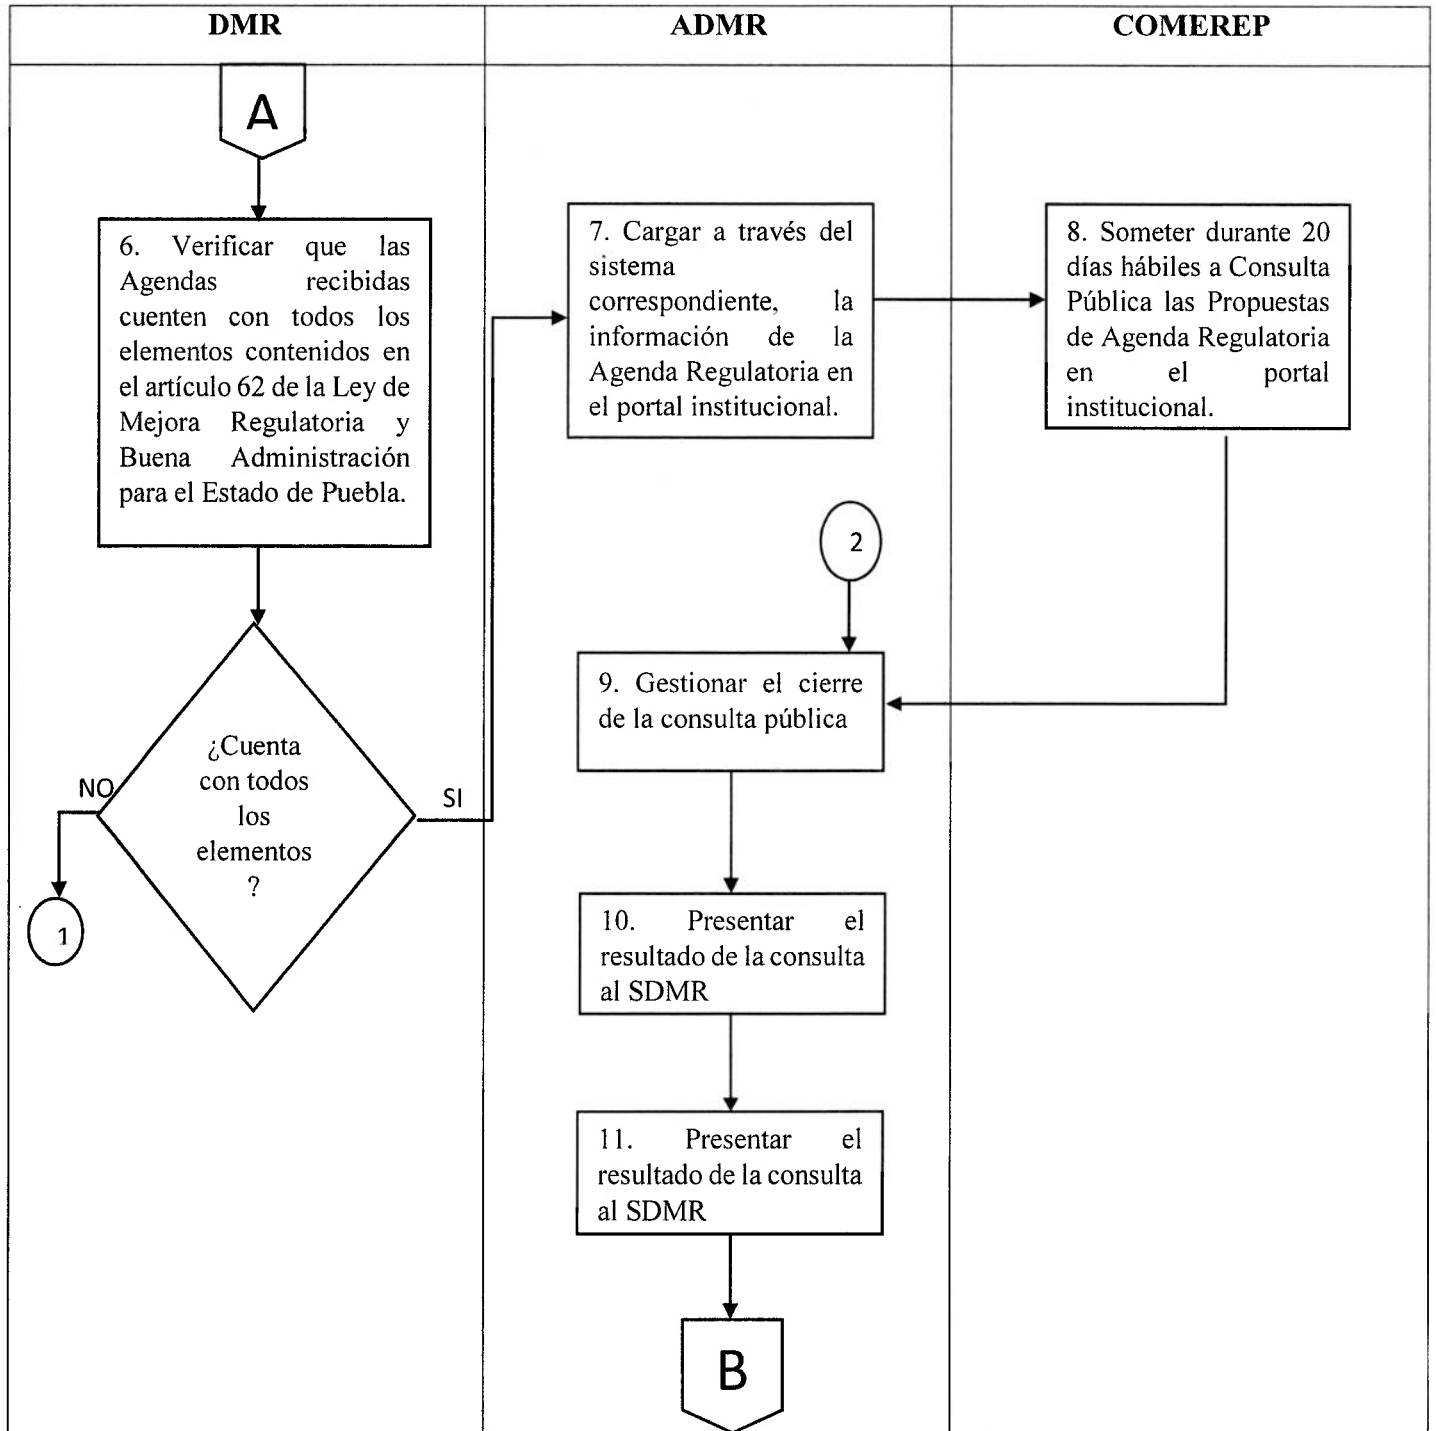 DMR
ADMR
COMEREP
A
6. Verificar que las
Agendas recibidas
cuenten con todos los
elementos contenidos en
el artículo 62 de la Ley de
Mejora Regulatoria y
Buena Administración
para el Estado de Puebla.
¿Cuenta
con todos
los
elementos
?
NO
SI
1
7. Cargar a través del
sistema
correspondiente, la
información de la
Agenda Regulatoria en
el portal institucional.
8. Someter durante 20
días hábiles a Consulta
Pública las Propuestas
de Agenda Regulatoria
en el portal
institucional.
2
9. Gestionar el cierre
de la consulta pública
10. Presentar el
resultado de la consulta
al SDMR
11. Presentar el
resultado de la consulta
al SDMR
B